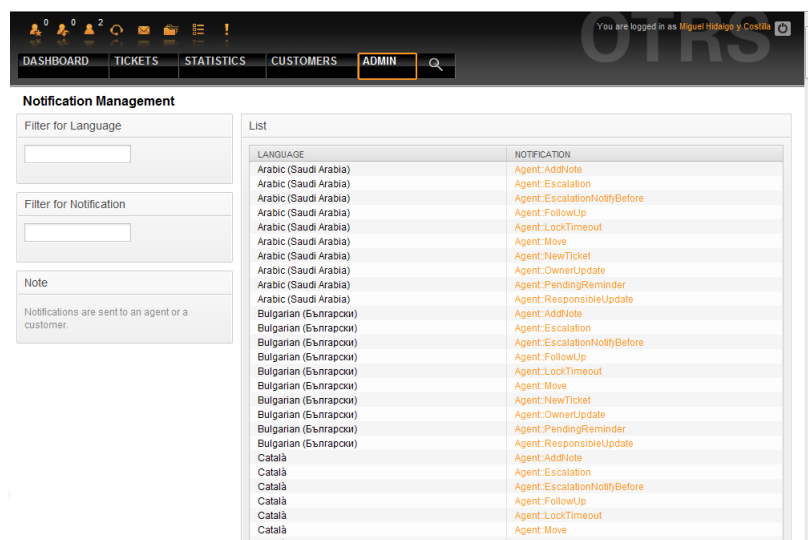 0 0 2
You are logged in as Miguel Hidalgo y Costilla
OTRS
DASHBOARD TICKETS STATISTICS CUSTOMERS ADMIN
Notification Management
Filter for Language
Filter for Notification
Note
Notifications are sent to an agent or a
customer.
List
LANGUAGE NOTIFICATION
Arabic (Saudi Arabia) Agent::AddNote
Arabic (Saudi Arabia) Agent::Escalation
Arabic (Saudi Arabia) Agent::EscalationNotifyBefore
Arabic (Saudi Arabia) Agent::FollowUp
Arabic (Saudi Arabia) Agent::LockTimeout
Arabic (Saudi Arabia) Agent::Move
Arabic (Saudi Arabia) Agent::NewTicket
Arabic (Saudi Arabia) Agent::OwnerUpdate
Arabic (Saudi Arabia) Agent::PendingReminder
Arabic (Saudi Arabia) Agent::ResponsibleUpdate
Bulgarian (Български) Agent::AddNote
Bulgarian (Български) Agent::Escalation
Bulgarian (Български) Agent::EscalationNotifyBefore
Bulgarian (Български) Agent::FollowUp
Bulgarian (Български) Agent::LockTimeout
Bulgarian (Български) Agent::Move
Bulgarian (Български) Agent::NewTicket
Bulgarian (Български) Agent::OwnerUpdate
Bulgarian (Български) Agent::PendingReminder
Bulgarian (Български) Agent::ResponsibleUpdate
Català Agent::AddNote
Català Agent::Escalation
Català Agent::EscalationNotifyBefore
Català Agent::FollowUp
Català Agent::LockTimeout
Català Agent::Move